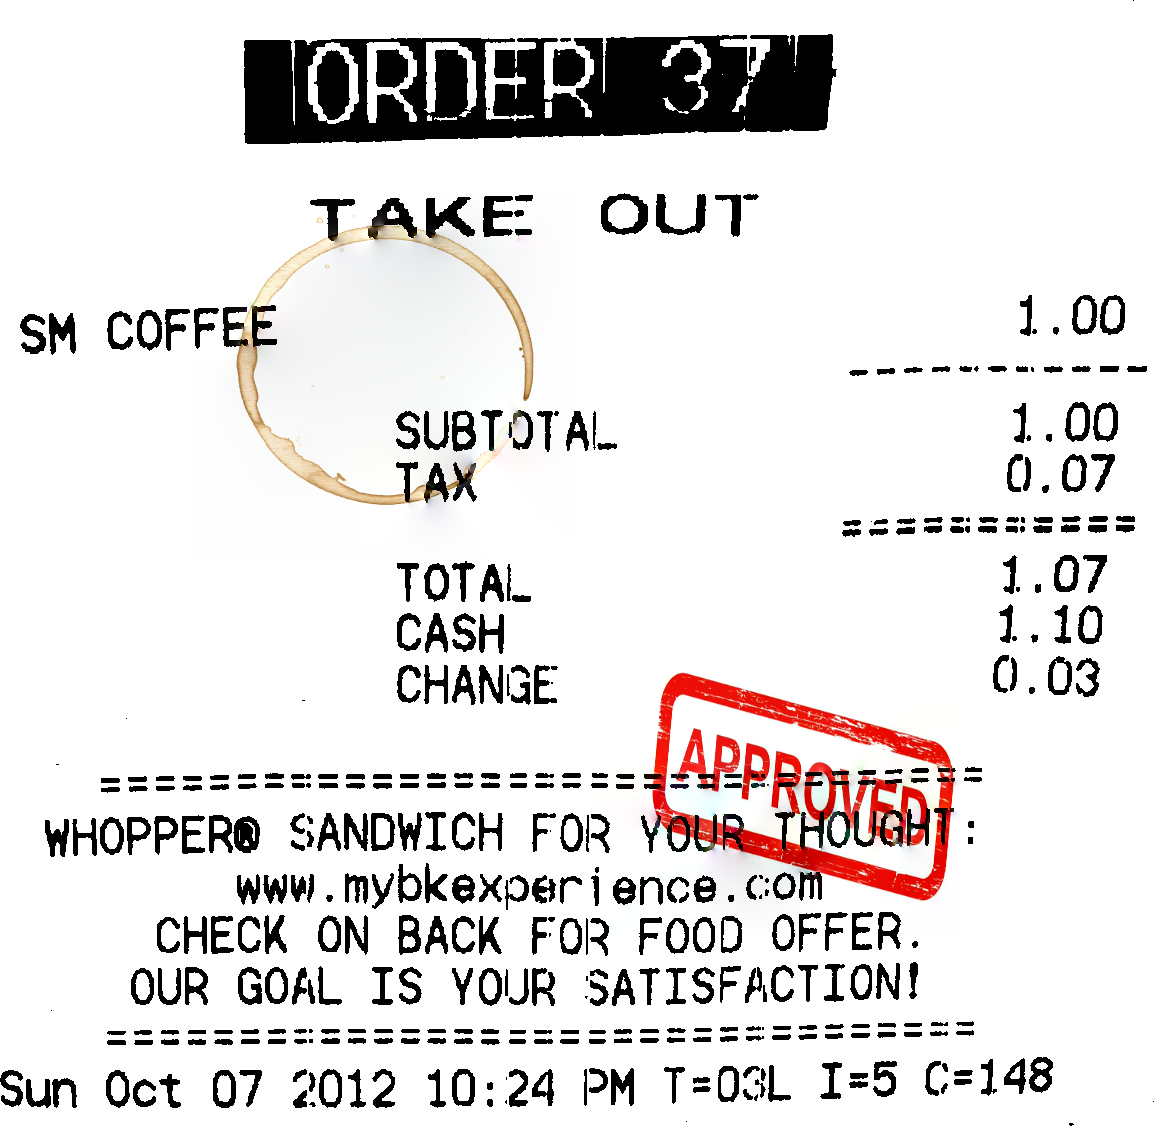 ORDER 37
TAKE OUT
SM COFFEE 1.00
SUBTOTAL 1.00
TAX 0.07
TOTAL 1.07
CASH 1.10
CHANGE 0.03
APPROVED
WHOPPER® SANDWICH FOR YOUR THOUGHT:
www.mybkexperience.com
CHECK ON BACK FOR FOOD OFFER.
OUR GOAL IS YOUR SATISFACTION!
Sun Oct 07 2012 10:24 PM T=03L I=5 C=148